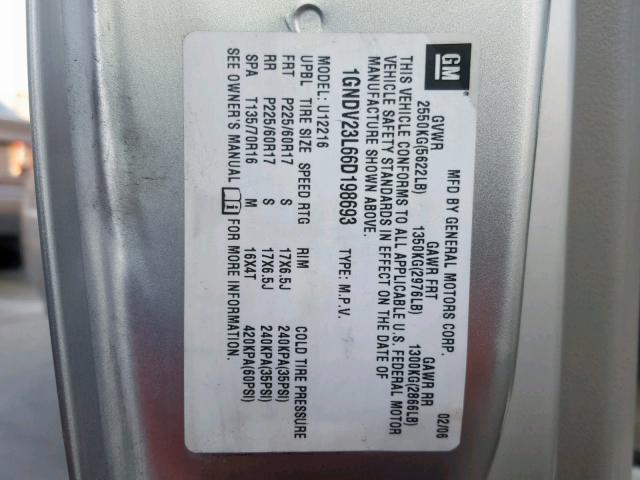 GM MFD BY GENERAL MOTORS CORP. 02/06
GVWR GAWR FRT GAWR RR
2550KG(5622LB) 1350KG(2976LB) 1300KG(2866LB)
THIS VEHICLE CONFORMS TO ALL APPLICABLE U.S. FEDERAL MOTOR
VEHICLE SAFETY STANDARDS IN EFFECT ON THE DATE OF
MANUFACTURE SHOWN ABOVE.
1GNDV23L66D198693 TYPE: M.P.V.
MODEL: U12216
UPBL TIRE SIZE SPEED RTG RIM COLD TIRE PRESSURE
FRT P225/60R17 S 17X6.5J 240KPA(35PSI)
RR P225/60R17 S 17X6.5J 240KPA(35PSI)
SPA T135/70R16 M 16X4T 420KPA(60PSI)
SEE OWNER'S MANUAL i FOR MORE INFORMATION.